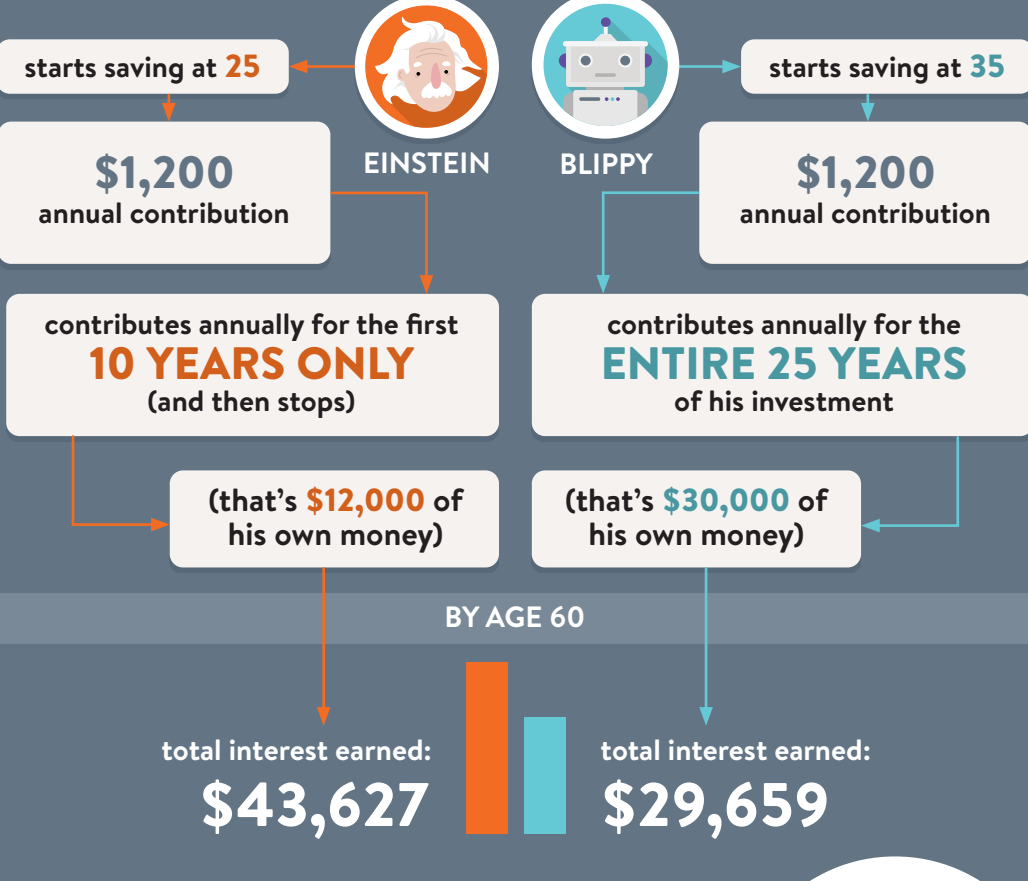 EINSTEIN
starts saving at 25
$1,200
annual contribution
contributes annually for the first
10 YEARS ONLY
(and then stops)
(that's $12,000 of
his own money)
BLIPPY
starts saving at 35
$1,200
annual contribution
contributes annually for the
ENTIRE 25 YEARS
of his investment
(that's $30,000 of
his own money)
BY AGE 60
total interest earned:
$43,627
total interest earned:
$29,659